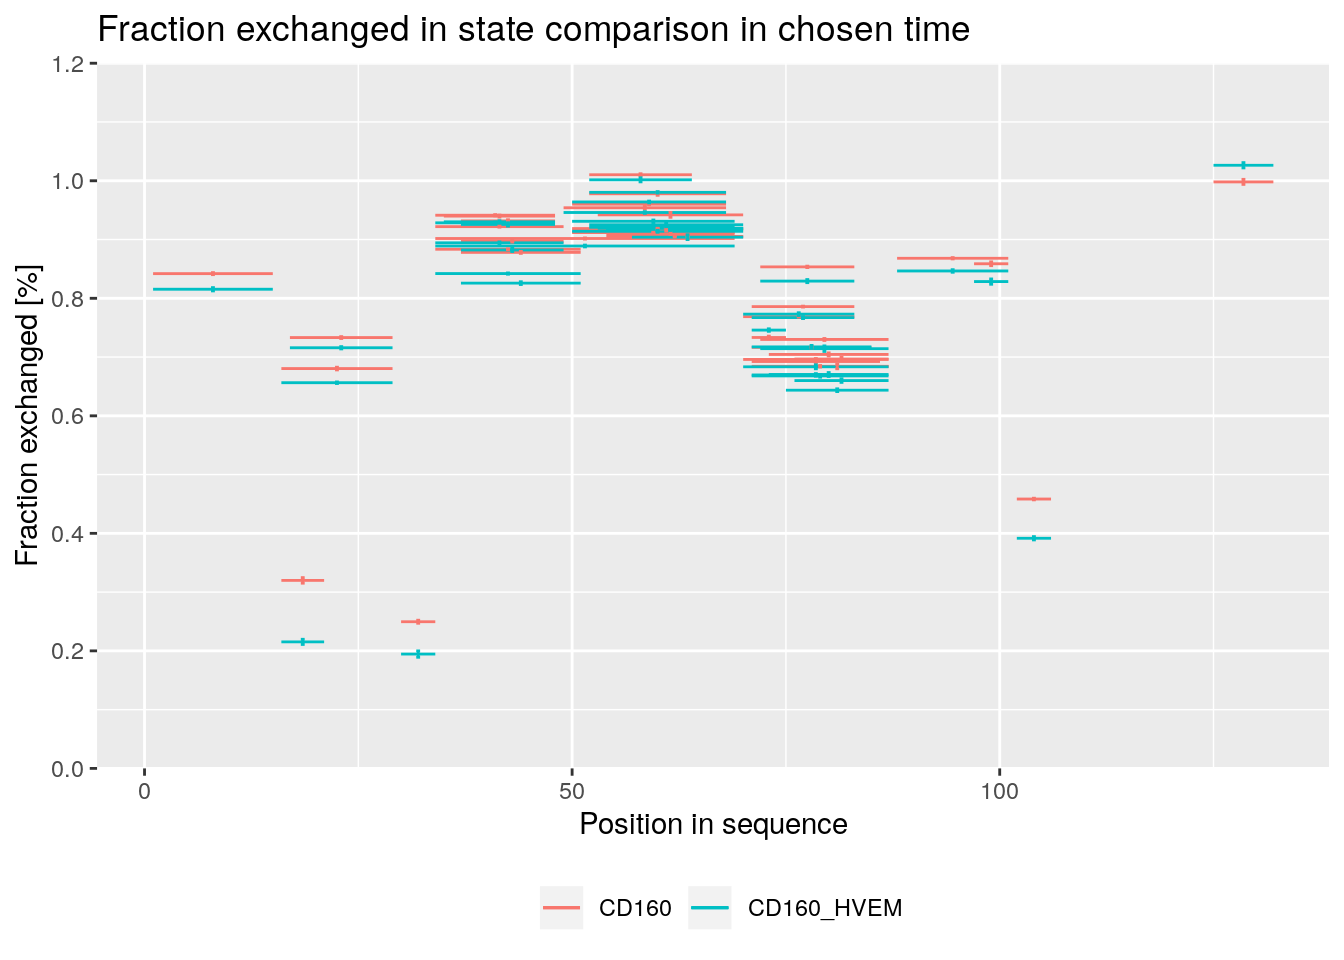 Fraction exchanged in state comparison in chosen time
1.2
1.0
0.8
0.6
0.4
0.2
0.0
Fraction exchanged [%]
0 50 100
Position in sequence
CD160 CD160_HVEM